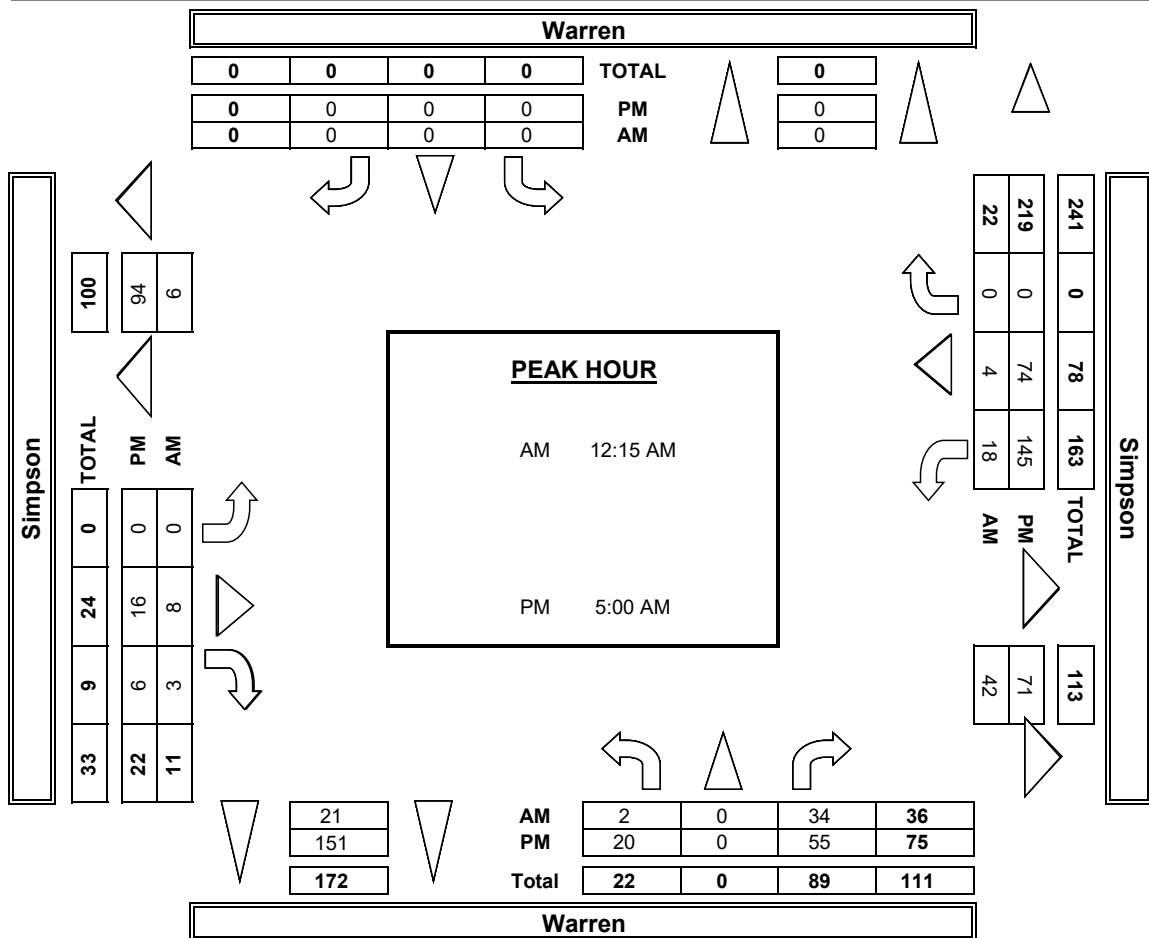 Warren
0 0 0 0 TOTAL 0
0 0 0 0 PM 0
0 0 0 0 AM 0
Simpson
100
94
6
TOTAL
PM
AM
0 0 0
24 16 8
9 6 3
33 22 11
PEAK HOUR
AM 12:15 AM
PM 5:00 AM
22 219 241
0 0 0
4 74 78
18 145 163
AM PM TOTAL
42 71 113
Simpson
21 AM 2 0 34 36
151 PM 20 0 55 75
172 Total 22 0 89 111
Warren